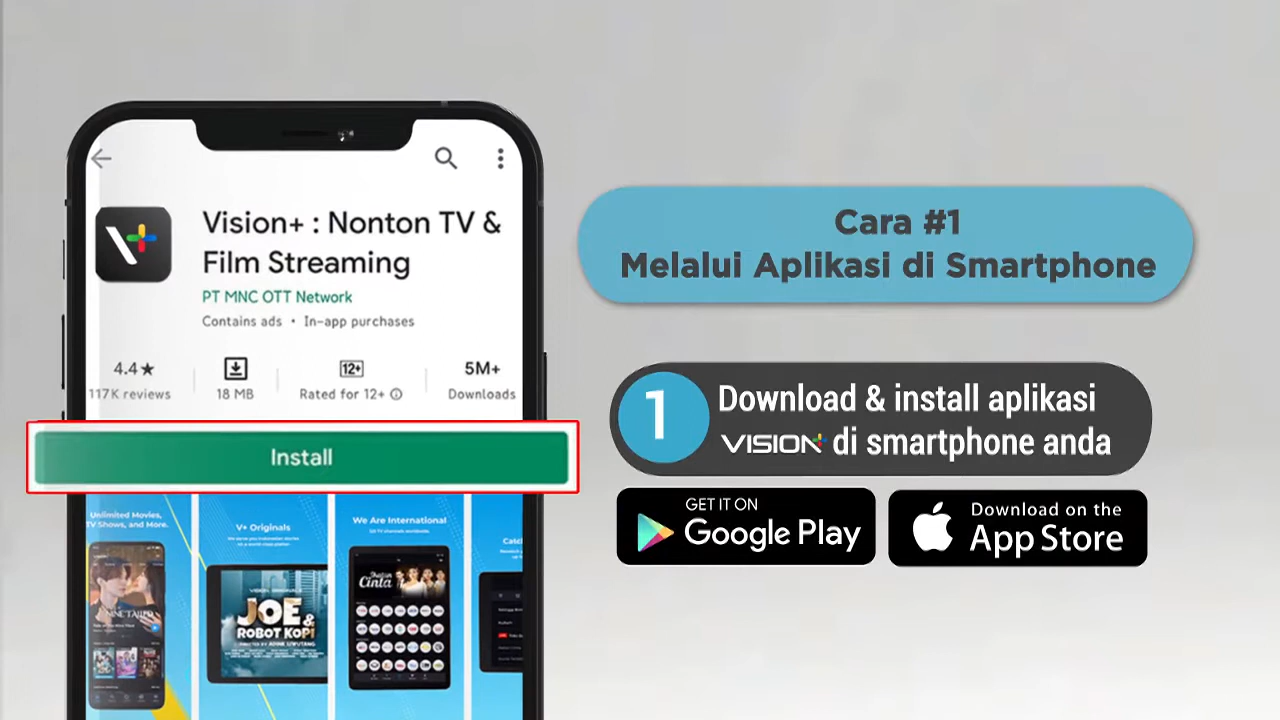 Vision+ : Nonton TV &
Film Streaming
PT MNC OTT Network
Contains ads • In-app purchases
4.4★
117K reviews
18 MB
12+
Rated for 12+
5M+
Downloads
Install
Unlimited Movies,
TV Shows, and More.
V+ Originals
We Are International
VISION+ ORIGINALS
JOE &
ROBOT KOPI
Ikatan
Cinta
Cara #1
Melalui Aplikasi di Smartphone
1
Download & install aplikasi
VISION+ di smartphone anda
GET IT ON
Google Play
Download on the
App Store